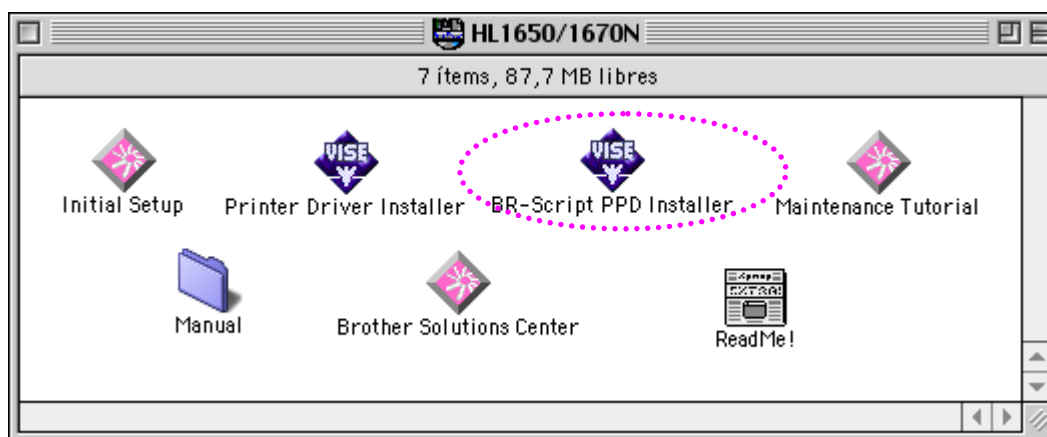 HL1650/1670N
7 ítems, 87,7 MB libres
VISE
VISE
Initial Setup
Printer Driver Installer
BR-Script PPD Installer
Maintenance Tutorial
EXTRA!
Manual
Brother Solutions Center
ReadMe!